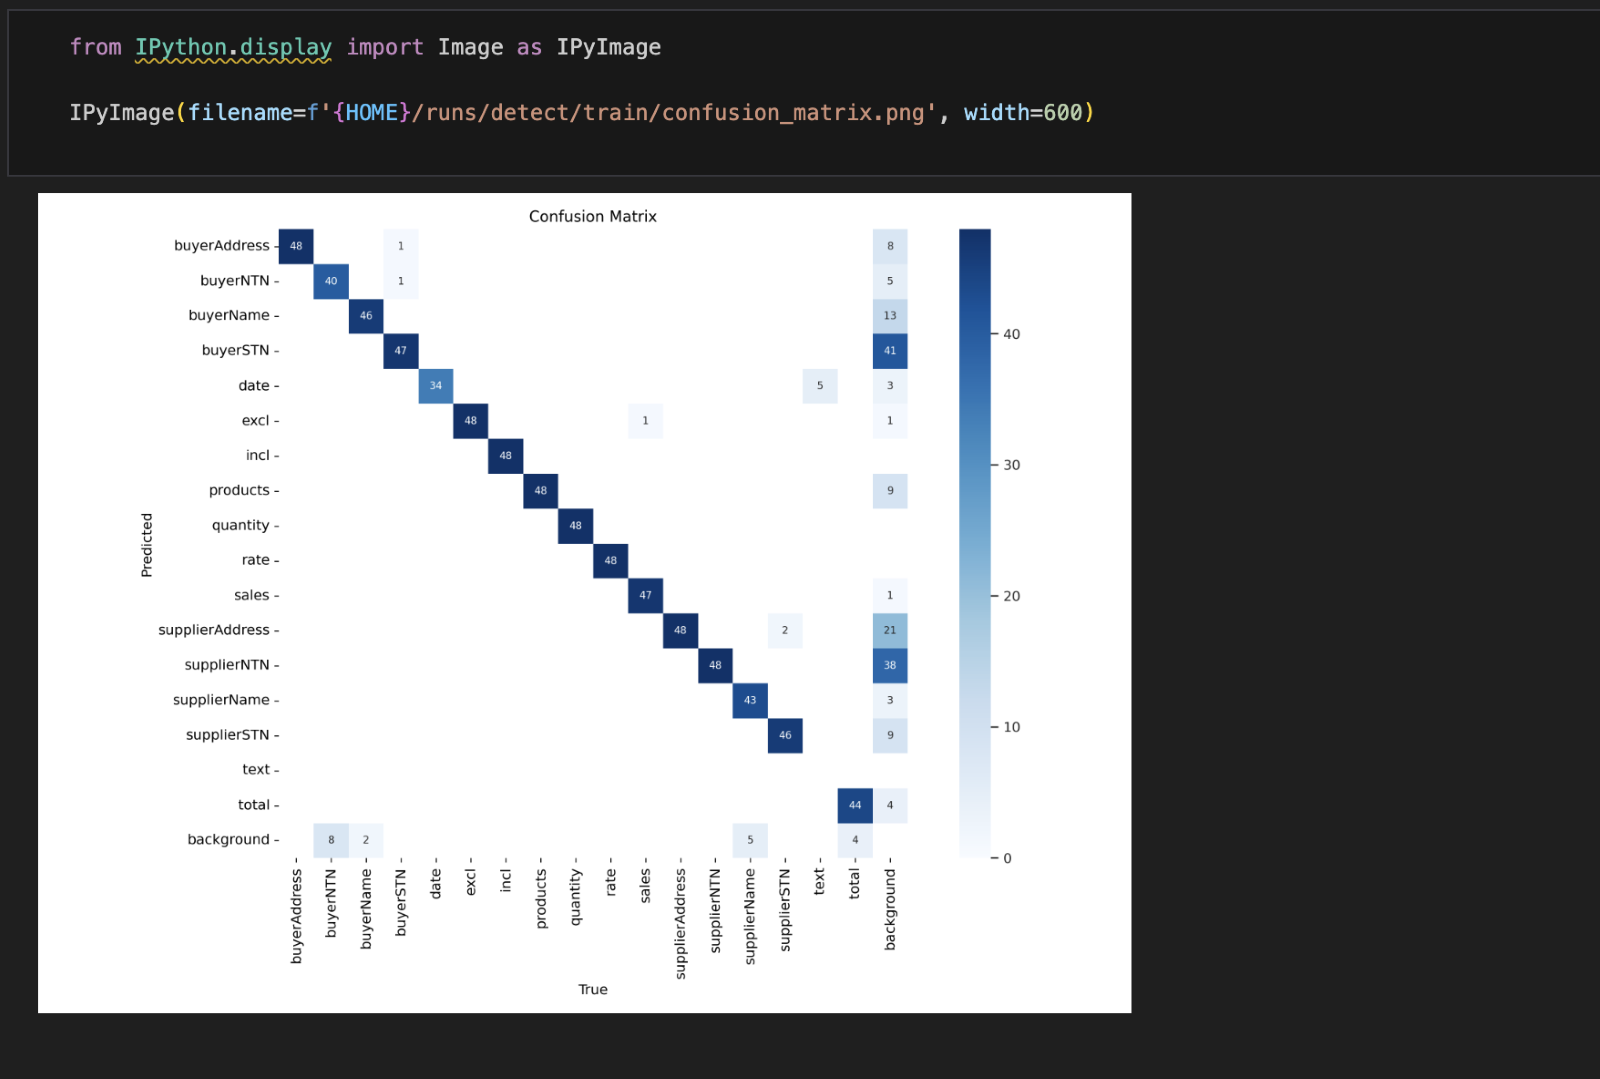 from IPython.display import Image as IPyImage
IPyImage(filename=f'{HOME}/runs/detect/train/confusion_matrix.png', width=600)
Confusion Matrix
Predicted
buyerAddress 48 1 8
buyerNTN 40 1 5
buyerName 46 13
buyerSTN 47 41
date 34 5 3
excl 48 1 1
incl 48
products 48 9
quantity 48
rate 48
sales 47 1
supplierAddress 48 2 21
supplierNTN 48 38
supplierName 43 3
supplierSTN 46 9
text
total 44 4
background 8 2 5 4
buyerAddress
buyerNTN
buyerName
buyerSTN
date
excl
incl
products
quantity
rate
sales
supplierAddress
supplierNTN
supplierName
supplierSTN
text
total
background
True
40
30
20
10
0